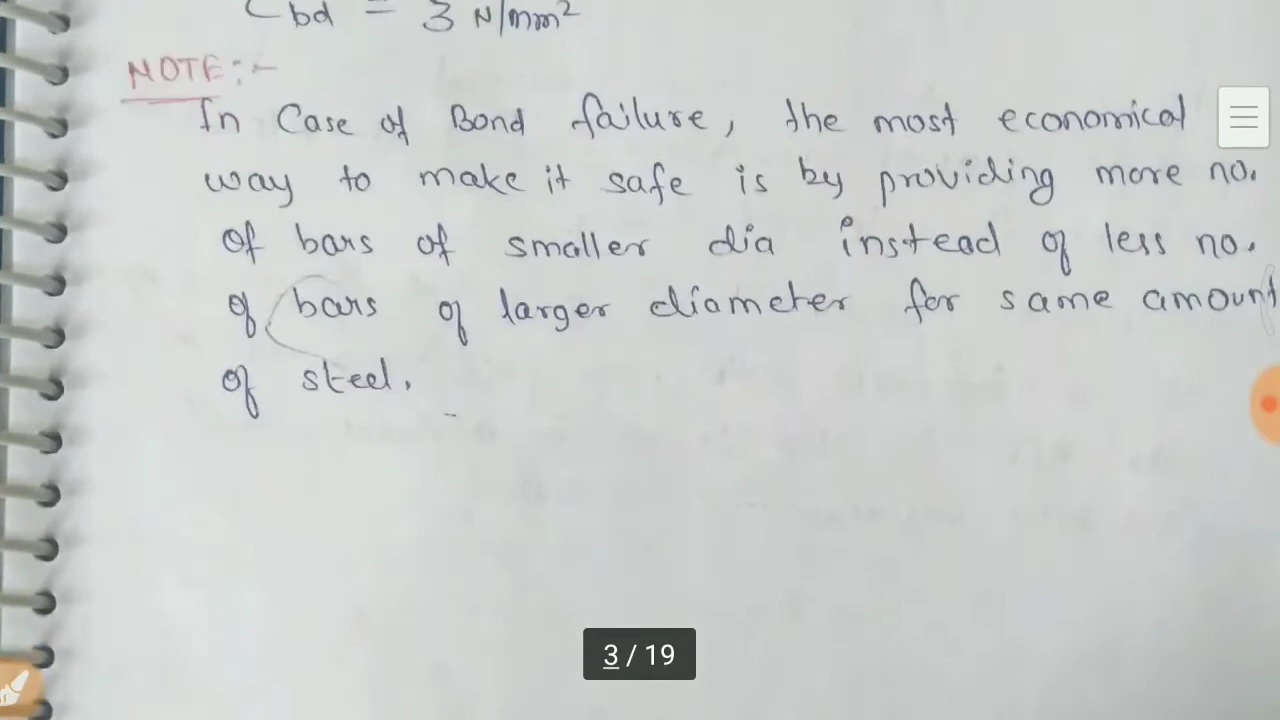 τbd = 3 N/mm²
NOTE:-
In Case of Bond failure, the most economical
way to make it safe is by providing more no.
of bars of smaller dia instead of less no.
of bars of larger diameter for same amount
of steel.
3 / 19